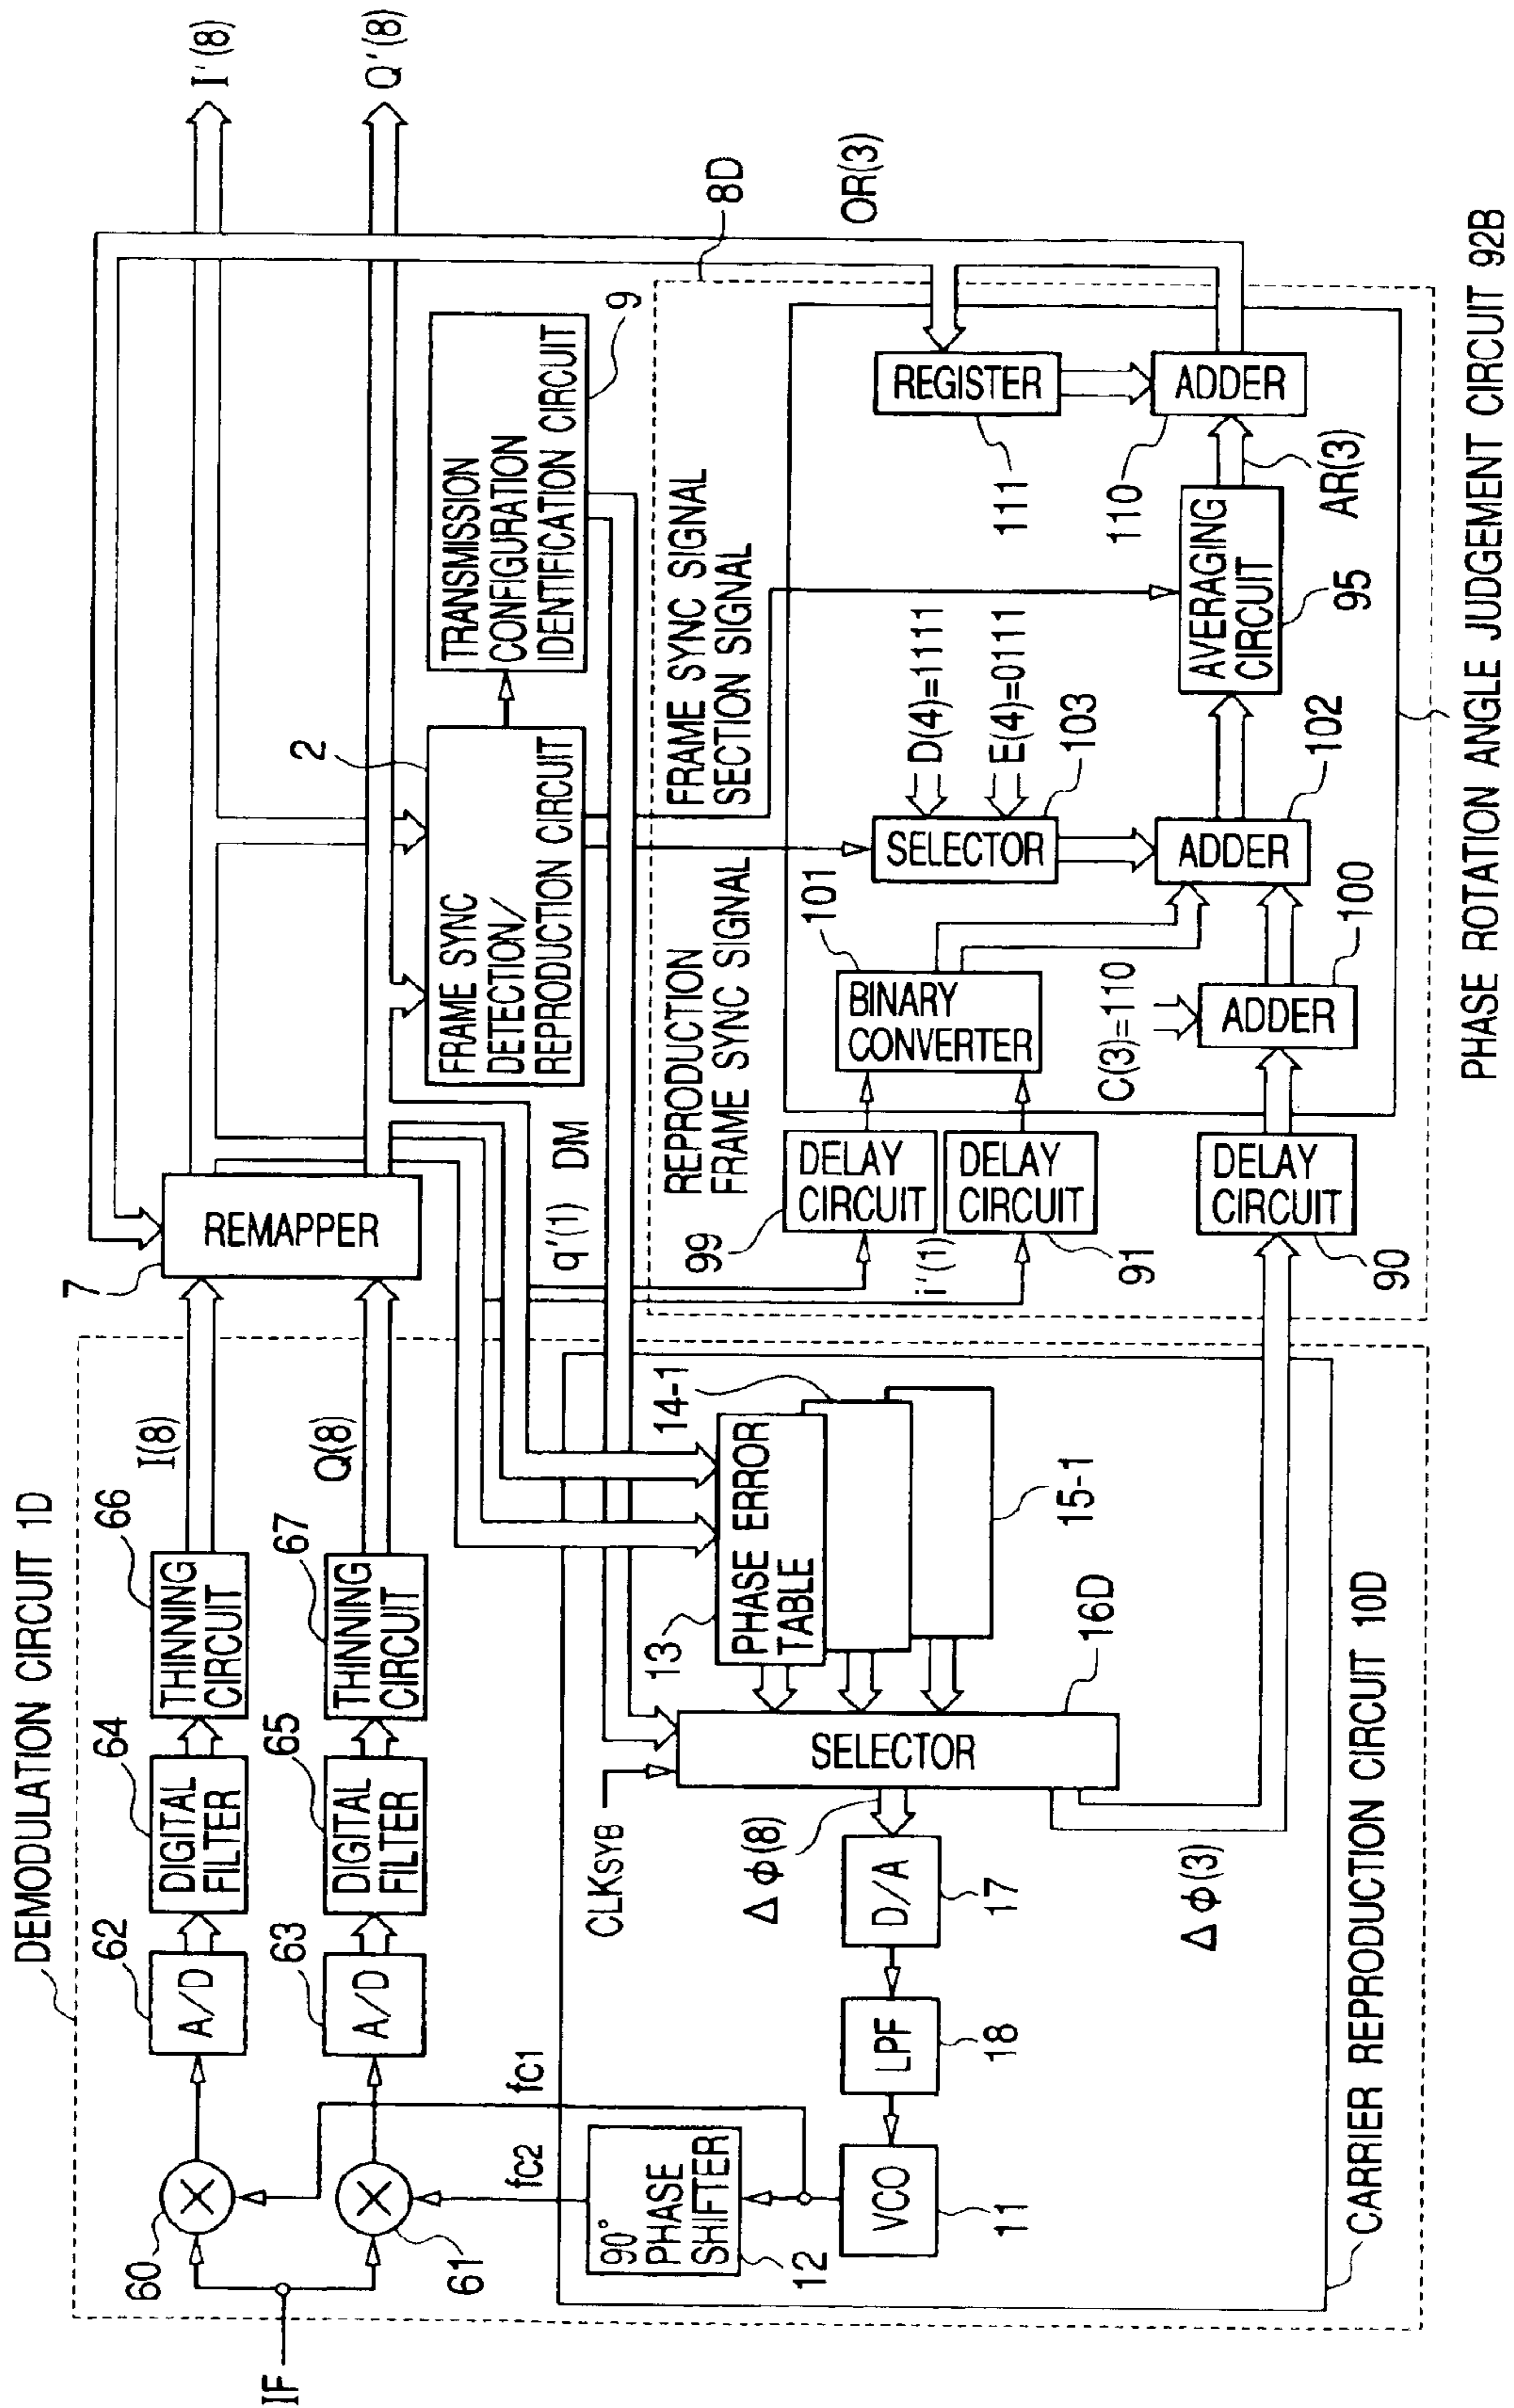 DEMODULATION CIRCUIT 1D
IF
60
61
62
A/D
63
A/D
64
DIGITAL
FILTER
65
DIGITAL
FILTER
66
THINNING
CIRCUIT
67
THINNING
CIRCUIT
I(8)
Q(8)
7
REMAPPER
I'(8)
Q'(8)
fc1
fc2
90°
PHASE
SHIFTER
12
VCO
11
LPF
18
D/A
17
Δφ(8)
CLKSYB
SELECTOR
16D
13
PHASE ERROR
TABLE
14-1
15-1
Δφ(3)
CARRIER REPRODUCTION CIRCUIT 10D
2
FRAME SYNC
DETECTION/
REPRODUCTION CIRCUIT
TRANSMISSION
CONFIGURATION
IDENTIFICATION CIRCUIT
9
q'(1)
DM
i'(1)
REPRODUCTION
FRAME SYNC SIGNAL
FRAME SYNC SIGNAL
SECTION SIGNAL
8D
OR(3)
99
DELAY
CIRCUIT
DELAY
CIRCUIT
91
DELAY
CIRCUIT
90
101
BINARY
CONVERTER
C(3)=110
ADDER
100
SELECTOR
103
D(4)=1111
E(4)=0111
ADDER
102
AVERAGING
CIRCUIT
95
AR(3)
REGISTER
111
ADDER
110
PHASE ROTATION ANGLE JUDGEMENT CIRCUIT 92B